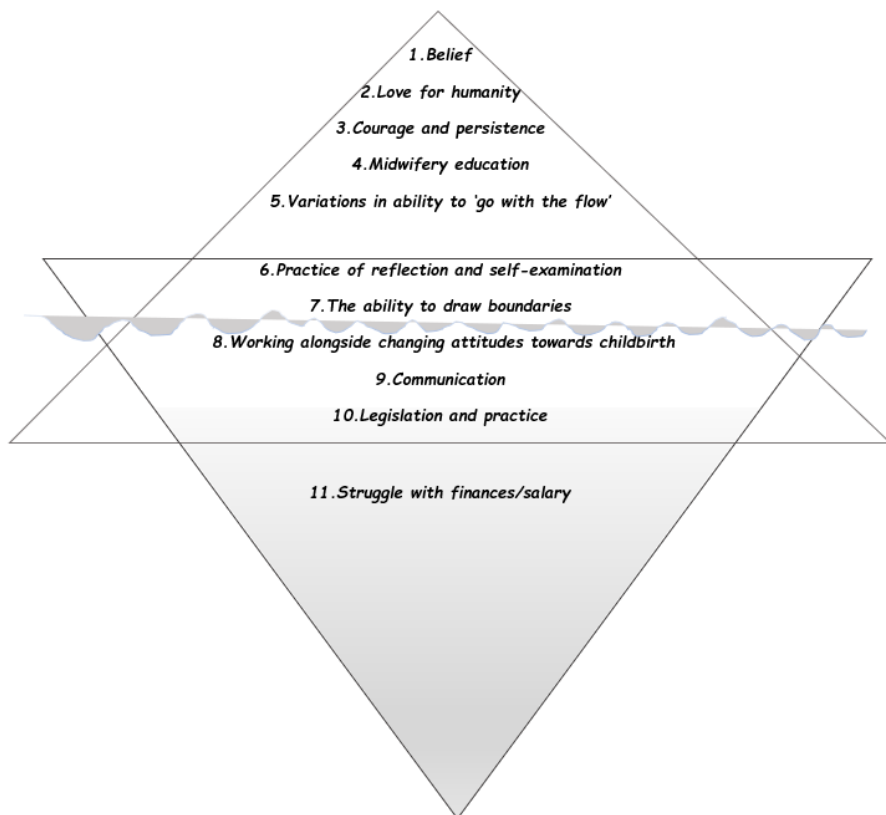 1.Belief
2.Love for humanity
3.Courage and persistence
4.Midwifery education
5.Variations in ability to 'go with the flow'
6.Practice of reflection and self-examination
7.The ability to draw boundaries
8.Working alongside changing attitudes towards childbirth
9.Communication
10.Legislation and practice
11.Struggle with finances/salary